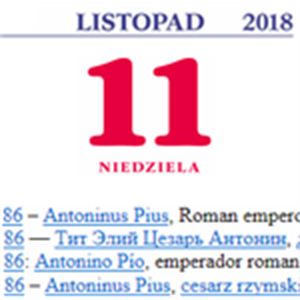 LISTOPAD 2018
11
NIEDZIELA
86 – Antoninus Pius, Roman empero
86 — Тит Элий Цезарь Антонин,
86: Antonino Pío, emperador roman
86 – Antoninus Pius, cesarz rzymsk